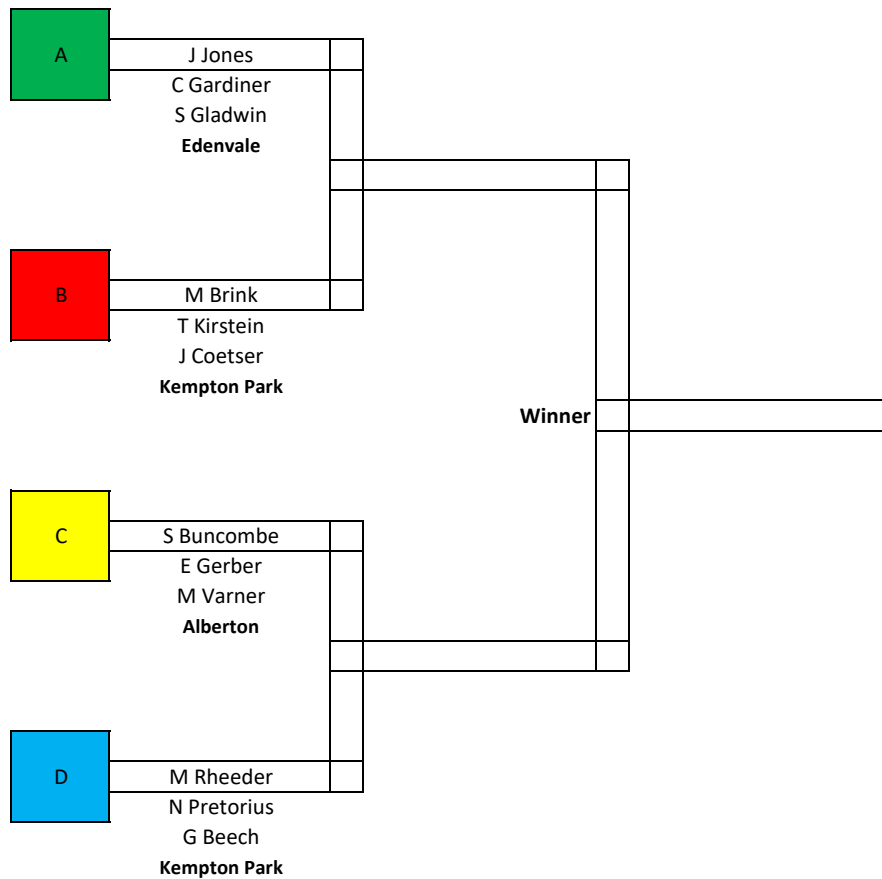 A
J Jones
C Gardiner
S Gladwin
Edenvale
B
M Brink
T Kirstein
J Coetser
Kempton Park
Winner
C
S Buncombe
E Gerber
M Varner
Alberton
D
M Rheeder
N Pretorius
G Beech
Kempton Park